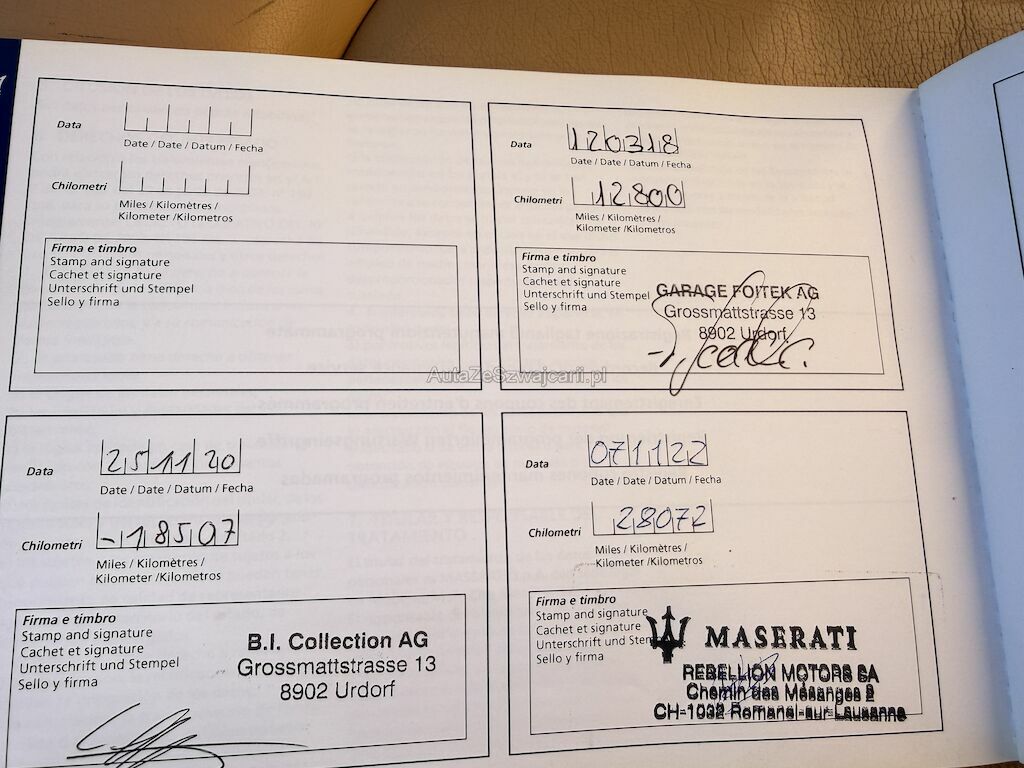 Data
Date / Date / Datum / Fecha
Chilometri
Miles / Kilomètres /
Kilometer /Kilometros
Firma e timbro
Stamp and signature
Cachet et signature
Unterschrift und Stempel
Sello y firma
Data 120318
Date / Date / Datum / Fecha
Chilometri 12800
Miles / Kilomètres /
Kilometer /Kilometros
Firma e timbro
Stamp and signature
Cachet et signature
Unterschrift und Stempel
Sello y firma
GARAGE FOITEK AG
Grossmattstrasse 13
8902 Urdorf
AutaZeSzwajcarii.pl
Data 251120
Date / Date / Datum / Fecha
Chilometri -18507
Miles / Kilomètres /
Kilometer /Kilometros
Firma e timbro
Stamp and signature
Cachet et signature
Unterschrift und Stempel
Sello y firma
B.I. Collection AG
Grossmattstrasse 13
8902 Urdorf
Data 071122
Date / Date / Datum / Fecha
Chilometri 28072
Miles / Kilomètres /
Kilometer /Kilometros
Firma e timbro
Stamp and signature
Cachet et signature
Unterschrift und Stempel
Sello y firma
MASERATI
REBELLION MOTORS SA
Chemin des Mésanges 2
CH-1032 Romanel-sur-Lausanne